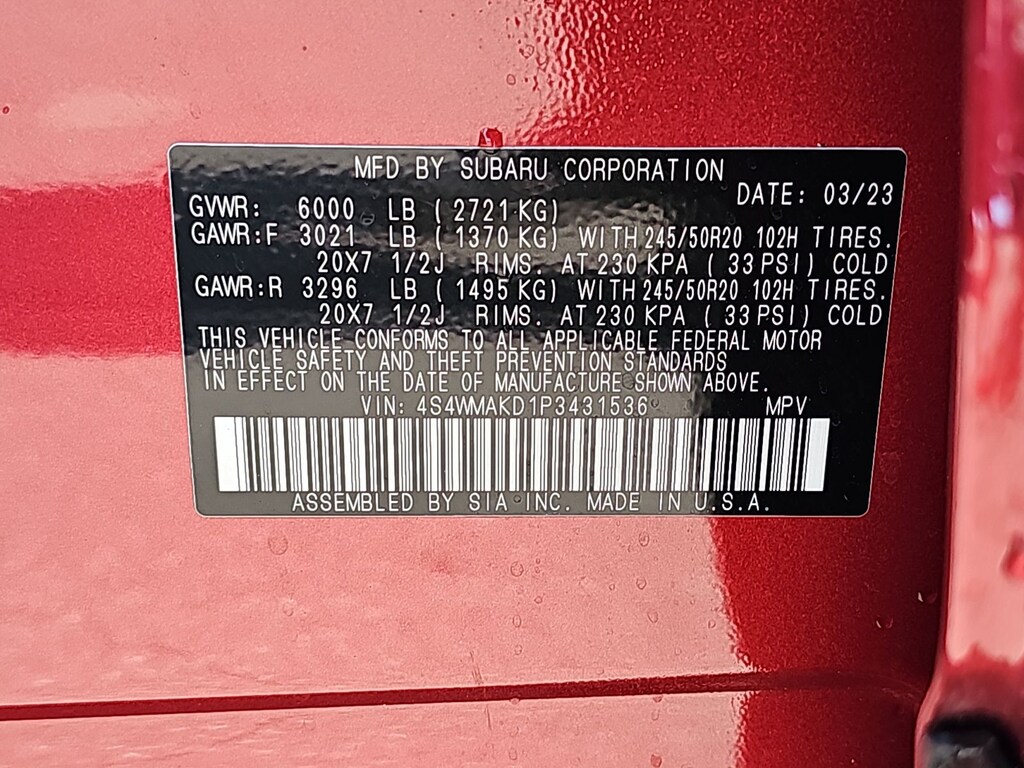 MFD BY SUBARU CORPORATION
DATE: 03/23
GVWR: 6000 LB ( 2721 KG)
GAWR:F 3021 LB ( 1370 KG) WITH 245/50R20 102H TIRES.
20X7 1/2J RIMS. AT 230 KPA ( 33 PSI) COLD
GAWR:R 3296 LB ( 1495 KG) WITH 245/50R20 102H TIRES.
20X7 1/2J RIMS. AT 230 KPA ( 33 PSI) COLD
THIS VEHICLE CONFORMS TO ALL APPLICABLE FEDERAL MOTOR
VEHICLE SAFETY AND THEFT PREVENTION STANDARDS
IN EFFECT ON THE DATE OF MANUFACTURE SHOWN ABOVE.
VIN: 4S4WMAKD1P3431536 MPV
ASSEMBLED BY SIA INC. MADE IN U.S.A.